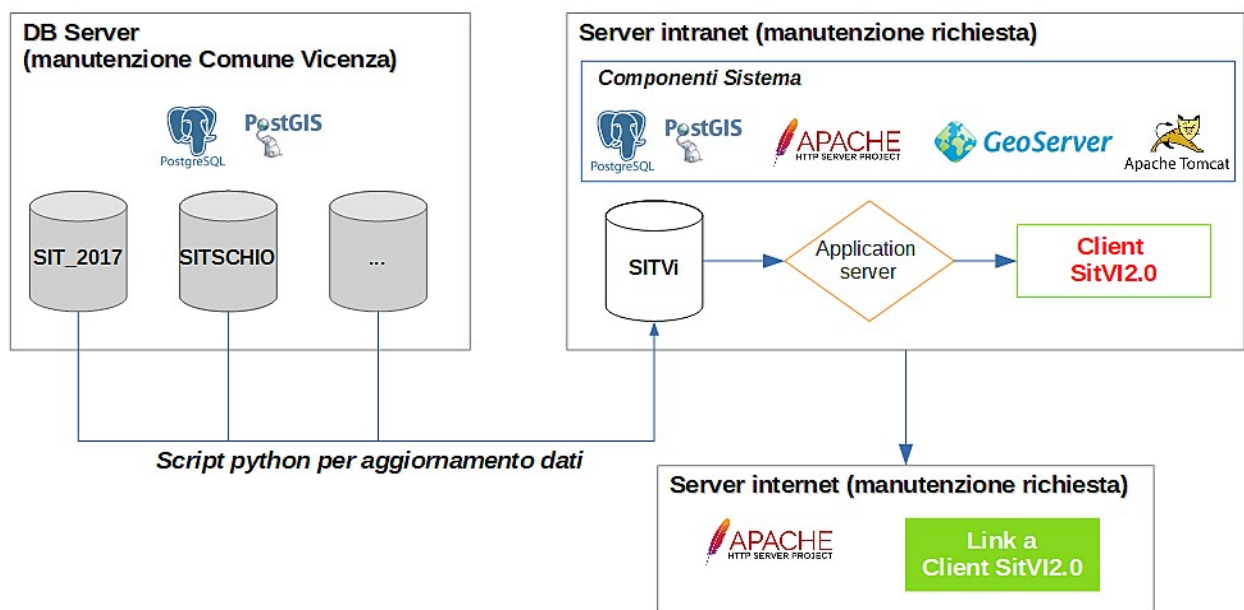 DB Server
(manutenzione Comune Vicenza)
PostgreSQL
PostGIS
SIT_2017
SITSCHIO
...
Server intranet (manutenzione richiesta)
Componenti Sistema
PostgreSQL
PostGIS
APACHE
HTTP SERVER PROJECT
GeoServer
Apache Tomcat
SITVi
Application
server
Client
SitVI2.0
Script python per aggiornamento dati
Server internet (manutenzione richiesta)
APACHE
HTTP SERVER PROJECT
Link a
Client SitVI2.0